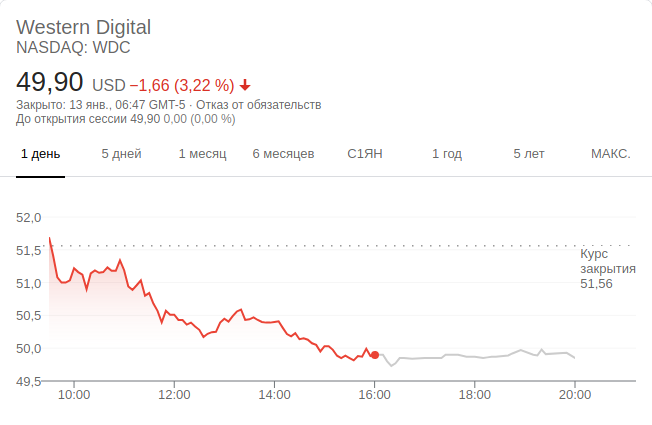 Western Digital
NASDAQ: WDC
49,90 USD −1,66 (3,22 %)
Закрыто: 13 янв., 06:47 GMT-5 · Отказ от обязательств
До открытия сессии 49,90 0,00 (0,00 %)
1 день 5 дней 1 месяц 6 месяцев С1ЯН 1 год 5 лет МАКС.
52,0
51,5
Курс
закрытия
51,56
51,0
50,5
50,0
49,5
10:00 12:00 14:00 16:00 18:00 20:00